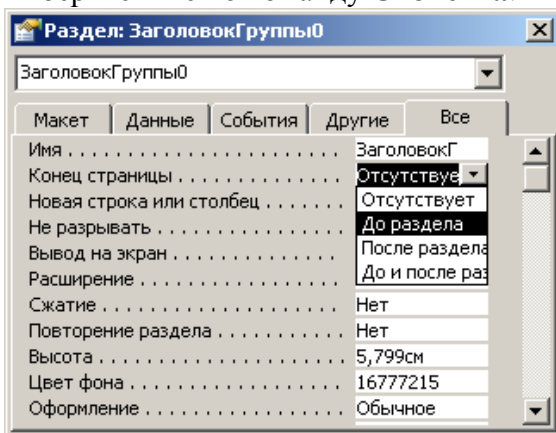 Раздел: ЗаголовокГруппы0
ЗаголовокГруппы0
Макет Данные События Другие Все
Имя ЗаголовокГ
Конец страницы Отсутствуе
Новая строка или столбец Отсутствует
Не разрывать До раздела
Вывод на экран После раздела
Расширение До и после раз
Сжатие Нет
Повторение раздела Нет
Высота 5,799см
Цвет фона 16777215
Оформление Обычное